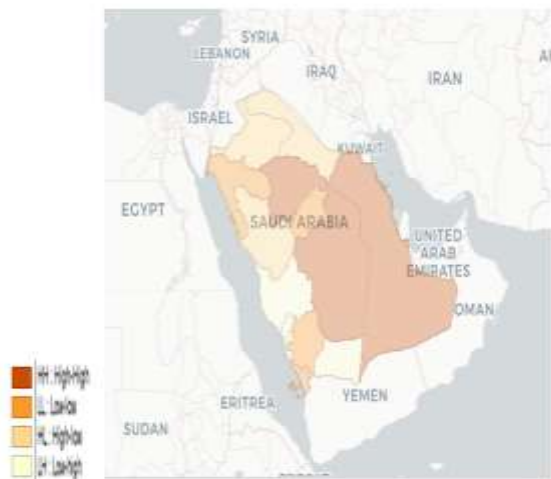 SYRIA
LEBANON
IRAQ
IRAN
ISRAEL
KUWAIT
EGYPT
SAUDI ARABIA
UNITED
ARAB
EMIRATES
OMAN
HH : High-High
LL : Low-low
HL : High-low
LH : Low-high
ERITREA
YEMEN
SUDAN